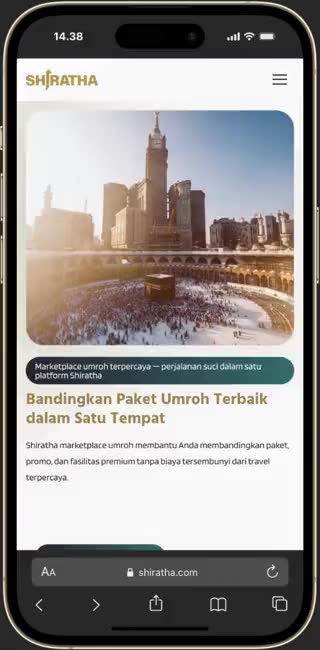 14.38
SHIRATHA
Marketplace umroh terpercaya — perjalanan suci dalam satu
platform Shiratha
Bandingkan Paket Umroh Terbaik
dalam Satu Tempat
Shiratha marketplace umroh membantu Anda membandingkan paket,
promo, dan fasilitas premium tanpa biaya tersembunyi dari travel
terpercaya.
AA shiratha.com